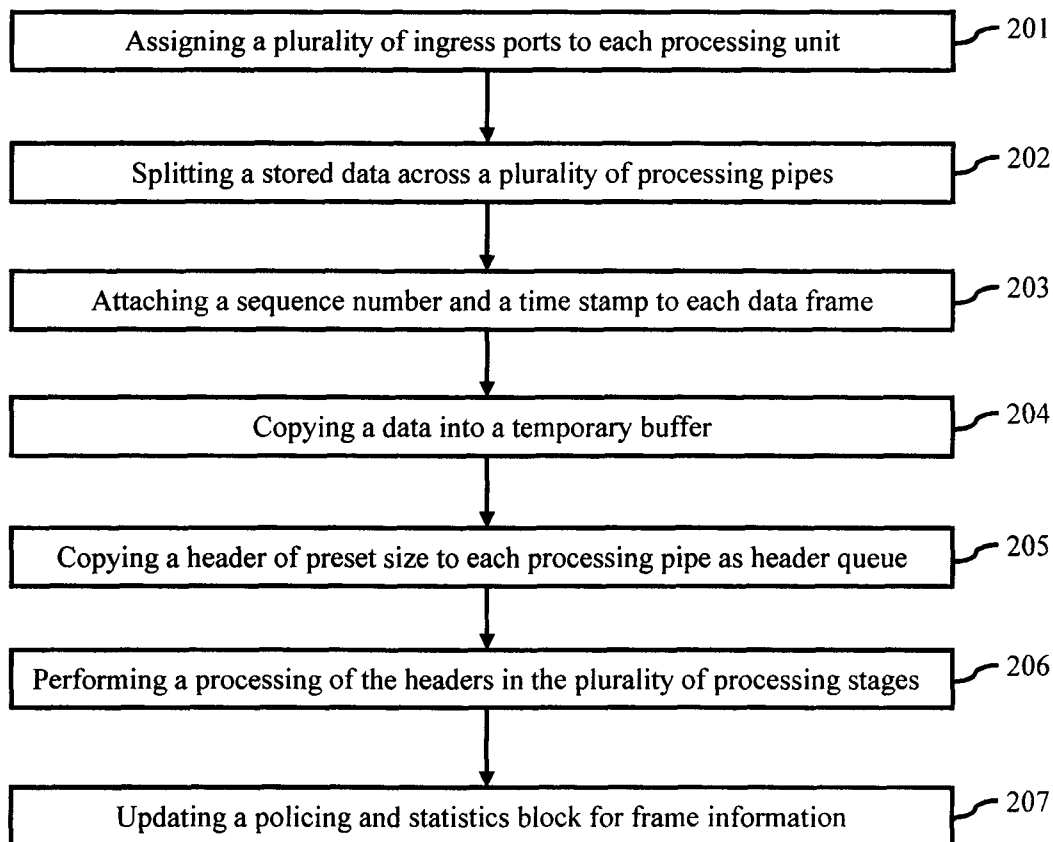 Assigning a plurality of ingress ports to each processing unit
201
Splitting a stored data across a plurality of processing pipes
202
Attaching a sequence number and a time stamp to each data frame
203
Copying a data into a temporary buffer
204
Copying a header of preset size to each processing pipe as header queue
205
Performing a processing of the headers in the plurality of processing stages
206
Updating a policing and statistics block for frame information
207